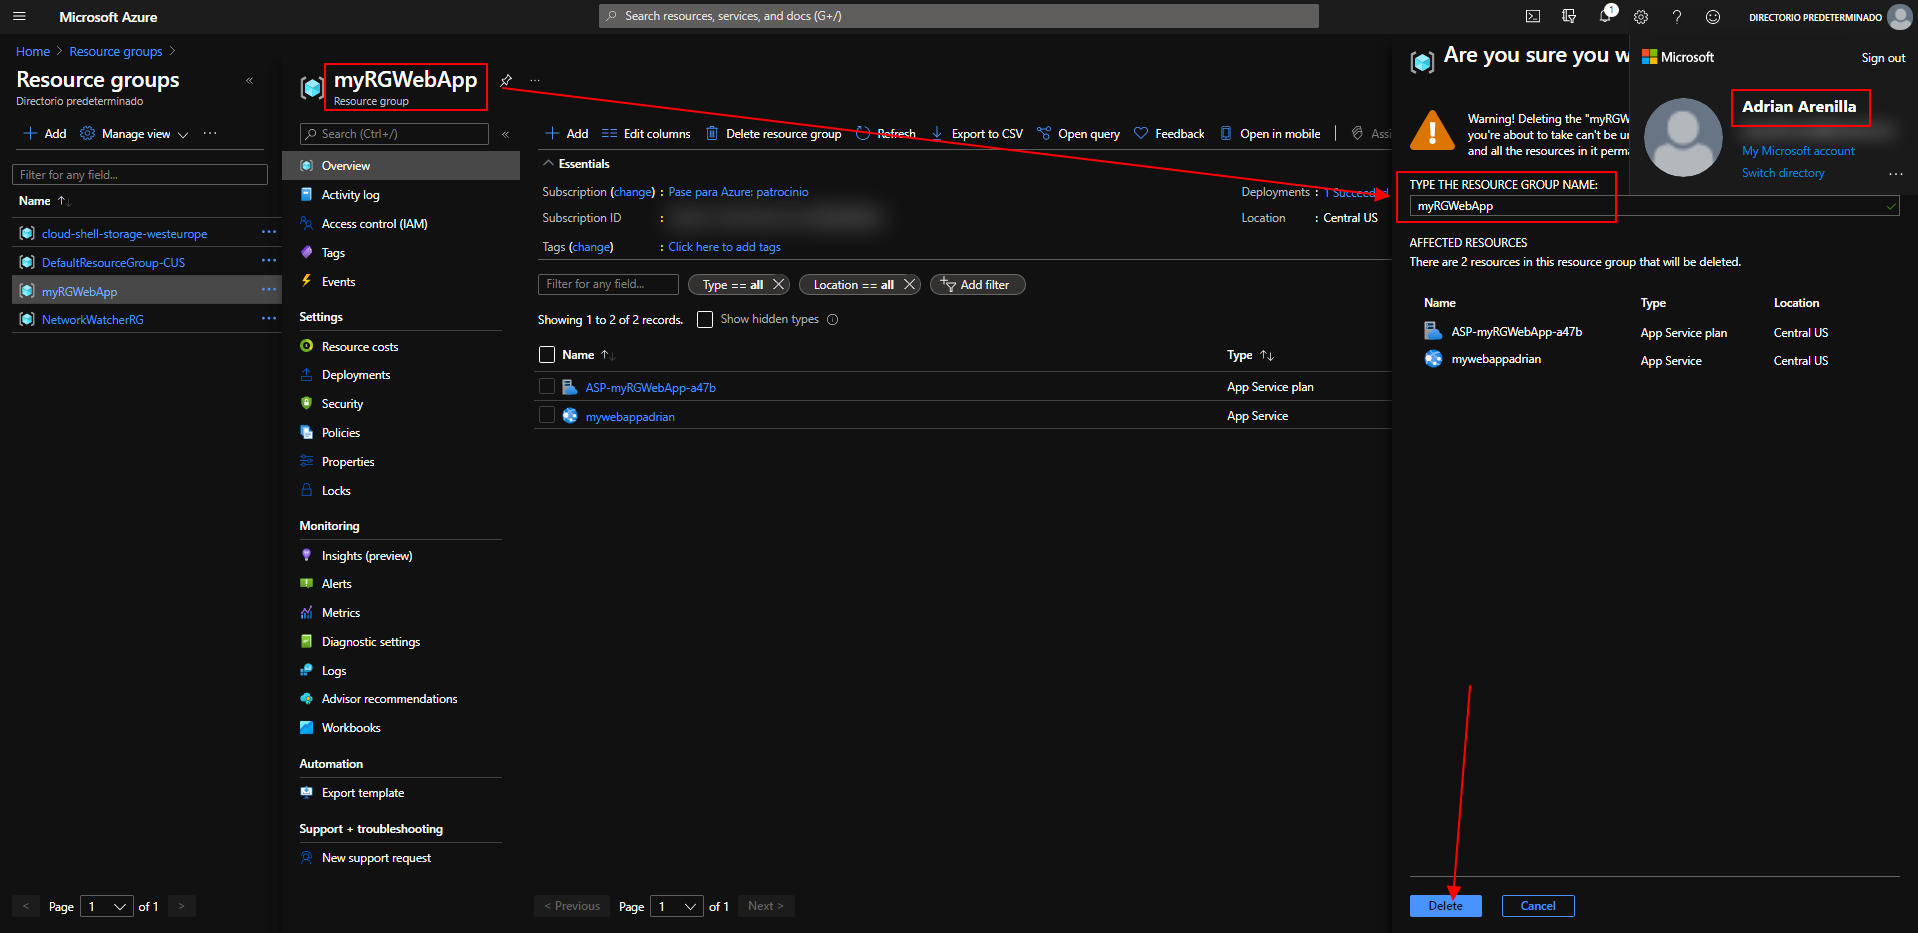 Microsoft Azure
Search resources, services, and docs (G+/)
1
DIRECTORIO PREDETERMINADO
Home > Resource groups >
Resource groups
Directorio predeterminado
«
+ Add
Manage view
...
Filter for any field...
Name ↑↓
cloud-shell-storage-westeurope
DefaultResourceGroup-CUS
myRGWebApp
NetworkWatcherRG
< Page 1 of 1 >
myRGWebApp
Resource group
...
Search (Ctrl+/)
«
Overview
Activity log
Access control (IAM)
Tags
Events
Settings
Resource costs
Deployments
Security
Policies
Properties
Locks
Monitoring
Insights (preview)
Alerts
Metrics
Diagnostic settings
Logs
Advisor recommendations
Workbooks
Automation
Export template
Support + troubleshooting
New support request
+ Add Edit columns Delete resource group Refresh Export to CSV Open query Feedback Open in mobile | Assi
Essentials
Subscription (change) : Pase para Azure: patrocinio
Deployments : 1 Succeeded
Subscription ID :
Location : Central US
Tags (change) : Click here to add tags
Filter for any field...
Type == all
Location == all
Add filter
Showing 1 to 2 of 2 records.
Show hidden types
Name ↑↓ Type ↑↓
ASP-myRGWebApp-a47b App Service plan
mywebappadrian App Service
< Previous Page 1 of 1 Next >
Are you sure you w
Microsoft
Sign out
Adrian Arenilla
My Microsoft account
Switch directory
...
Warning! Deleting the "myRGW
you're about to take can't be un
and all the resources in it perma
TYPE THE RESOURCE GROUP NAME:
myRGWebApp
AFFECTED RESOURCES
There are 2 resources in this resource group that will be deleted.
Name Type Location
ASP-myRGWebApp-a47b App Service plan Central US
mywebappadrian App Service Central US
Delete
Cancel